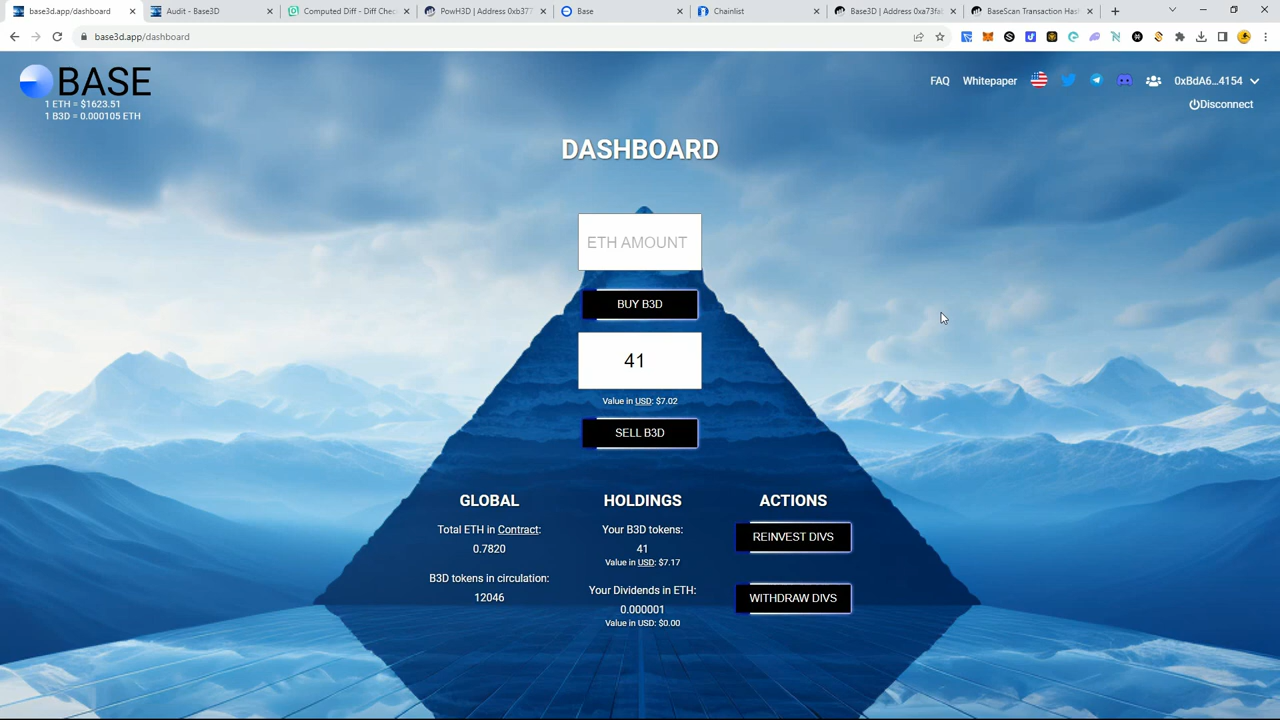 base3d.app/dashboard
Audit - Base3D
Computed Diff - Diff Chec
PowH3D | Address 0xb377
Base
Chainlist
Base3D | Address 0xa73fa
BaseScan Transaction Has
base3d.app/dashboard
BASE
1 ETH = $1623.51
1 B3D = 0.000105 ETH
FAQ
Whitepaper
0xBdA6...4154
Disconnect
DASHBOARD
ETH AMOUNT
BUY B3D
41
Value in USD: $7.02
SELL B3D
GLOBAL
Total ETH in Contract:
0.7820
B3D tokens in circulation:
12046
HOLDINGS
Your B3D tokens:
41
Value in USD: $7.17
Your Dividends in ETH:
0.000001
Value in USD: $0.00
ACTIONS
REINVEST DIVS
WITHDRAW DIVS